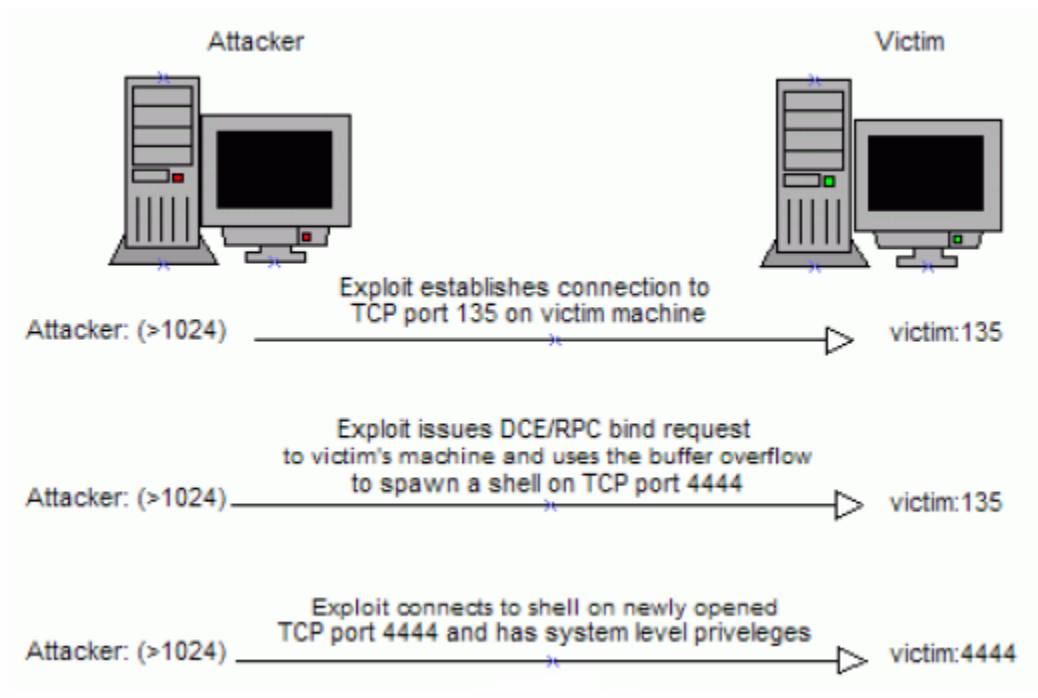 Attacker
Victim
Exploit establishes connection to
TCP port 135 on victim machine
Attacker: (>1024)
victim:135
Exploit issues DCE/RPC bind request
to victim's machine and uses the buffer overflow
to spawn a shell on TCP port 4444
Attacker: (>1024)
victim:135
Exploit connects to shell on newly opened
TCP port 4444 and has system level priveleges
Attacker: (>1024)
victim:4444